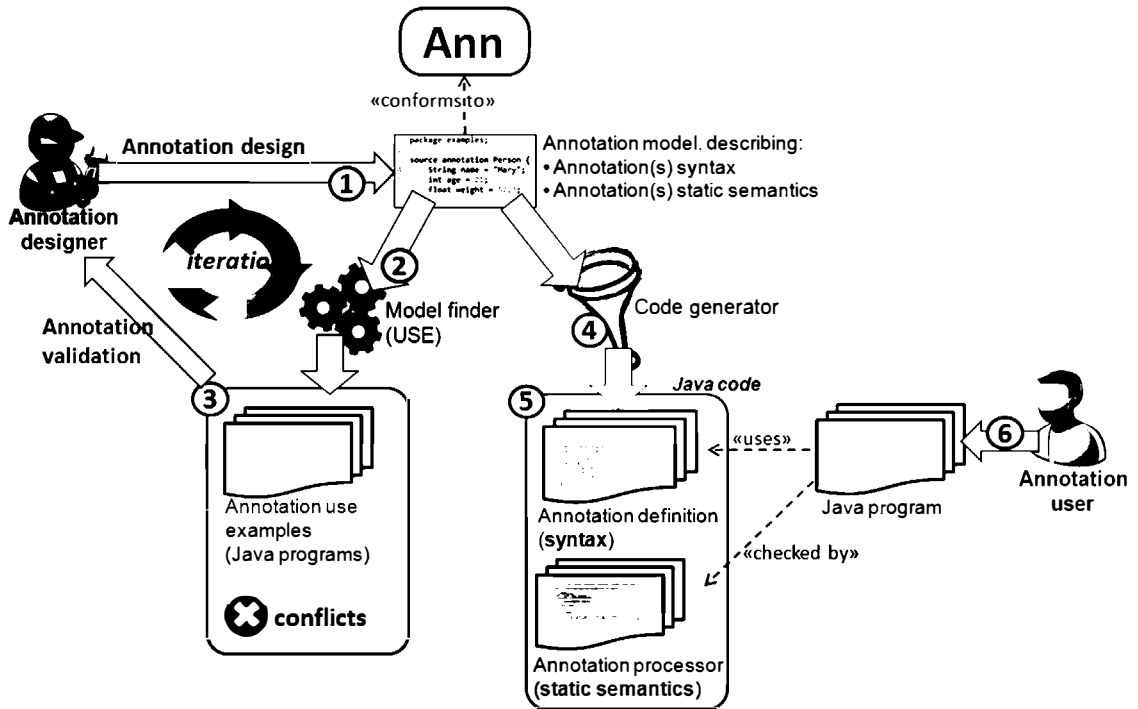 Ann
«conformsto»
package examples;
source annotation Person {
String name = "Mary";
int age =
float weight =
Annotation model, describing:
• Annotation(s) syntax
• Annotation(s) static semantics
Annotation design
1
Annotation
designer
iteratio
2
Model finder
(USE)
4
Code generator
Annotation
validation
3
Annotation use
examples
(Java programs)
conflicts
5
Java code
Annotation definition
(syntax)
Annotation processor
(static semantics)
«uses»
«checked by»
Java program
6
Annotation
user